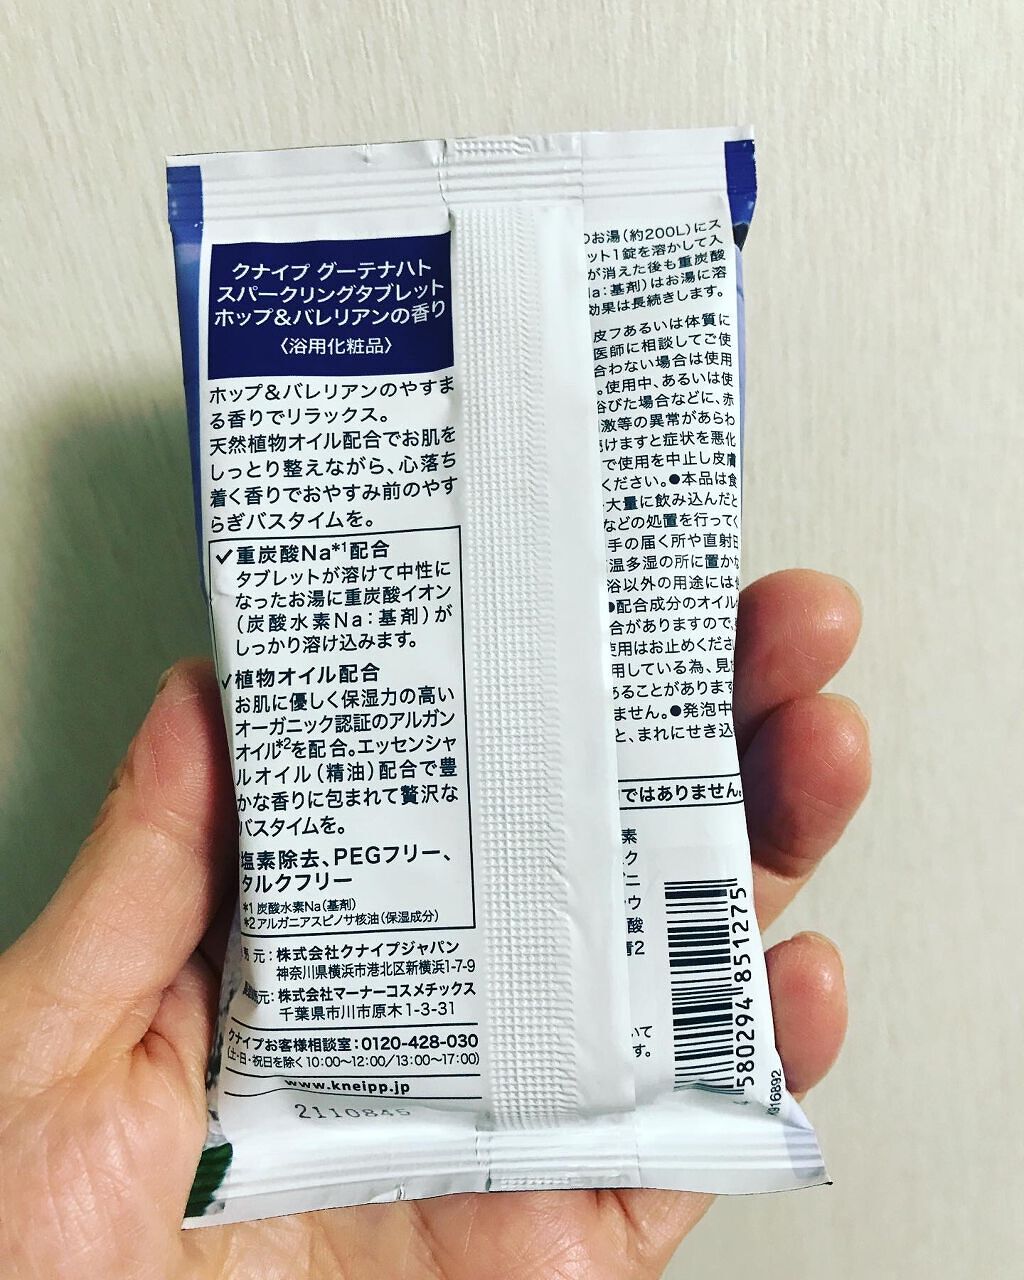 クナイプ グーテナハト
スパークリングタブレット
ホップ&バレリアンの香り
〈浴用化粧品〉
ホップ&バレリアンのやすま
る香りでリラックス。
天然植物オイル配合でお肌を
しっとり整えながら、心落ち
着く香りでおやすみ前のやす
らぎバスタイムを。
✓重炭酸Na*1配合
タブレットが溶けて中性に
なったお湯に重炭酸イオン
(炭酸水素Na:基剤)が
しっかり溶け込みます。
✓植物オイル配合
お肌に優しく保湿力の高い
オーガニック認証のアルガン
オイル*2を配合。エッセンシャ
ルオイル(精油)配合で豊
かな香りに包まれて贅沢な
バスタイムを。
塩素除去、PEGフリー、
タルクフリー
*1 炭酸水素Na(基剤)
*2 アルガニアスピノサ核油(保湿成分)
元:株式会社クナイプジャパン
神奈川県横浜市港北区新横浜1-7-9
元:株式会社マーナーコスメチックス
千葉県市川市原木1-3-31
クナイプお客様相談室:0120-428-030
(土・日・祝日を除く10:00〜12:00/13:00〜17:00)
www.kneipp.jp
2110845
のお湯(約200L)にス
ット1錠を溶かして入
が消えた後も重炭酸
a:基剤)はお湯に溶
効果は長続きします。
皮フあるいは体質に
医師に相談してご使
合わない場合は使用
。使用中、あるいは使
浴びた場合などに、赤
激等の異常があらわ
続けますと症状を悪化
で使用を中止し皮膚
ください。●本品は食
大量に飲み込んだと
などの処置を行ってく
手の届く所や直射日
温多湿の所に置かな
浴以外の用途には
●配合成分のオイル
合がありますので、
使用はお止めくださ
用している為、見
あることがあります
ません。●発泡中
と、まれにせき込
ではありません。
素
ク
ニ
ウ
酸
青2
いて
す。
4 580294 851275
K916892